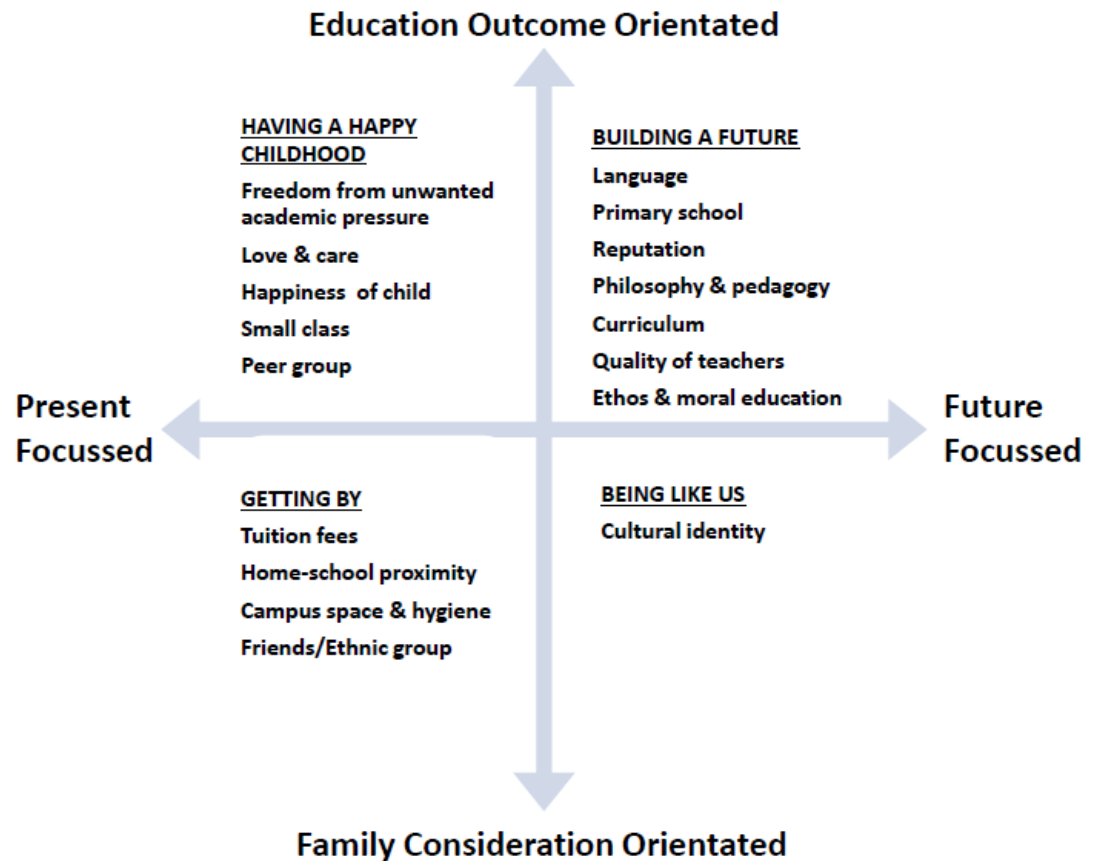 Education Outcome Orientated
HAVING A HAPPY
CHILDHOOD
Freedom from unwanted
academic pressure
Love & care
Happiness of child
Small class
Peer group
BUILDING A FUTURE
Language
Primary school
Reputation
Philosophy & pedagogy
Curriculum
Quality of teachers
Ethos & moral education
Present
Focussed
Future
Focussed
GETTING BY
Tuition fees
Home-school proximity
Campus space & hygiene
Friends/Ethnic group
BEING LIKE US
Cultural identity
Family Consideration Orientated